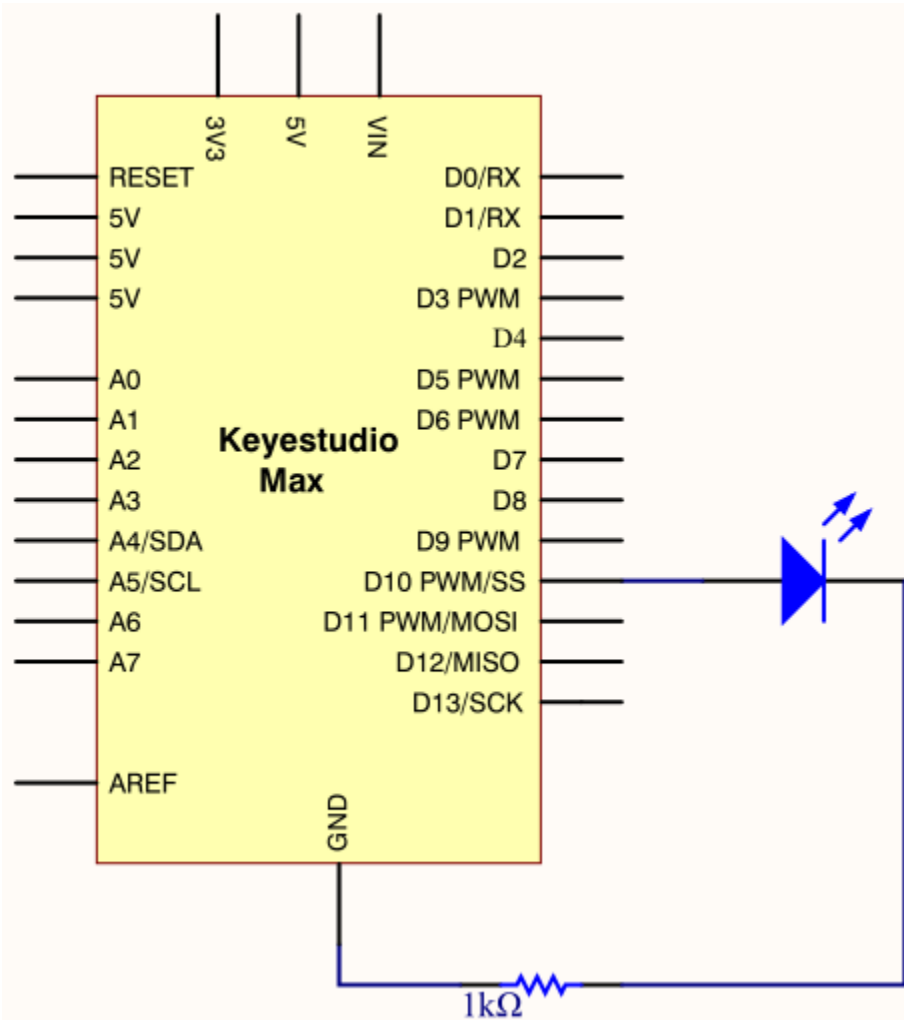 3V3
5V
VIN
RESET
5V
5V
5V
A0
A1
A2
A3
A4/SDA
A5/SCL
A6
A7
AREF
Keyestudio
Max
D0/RX
D1/RX
D2
D3 PWM
D4
D5 PWM
D6 PWM
D7
D8
D9 PWM
D10 PWM/SS
D11 PWM/MOSI
D12/MISO
D13/SCK
GND
1kΩ